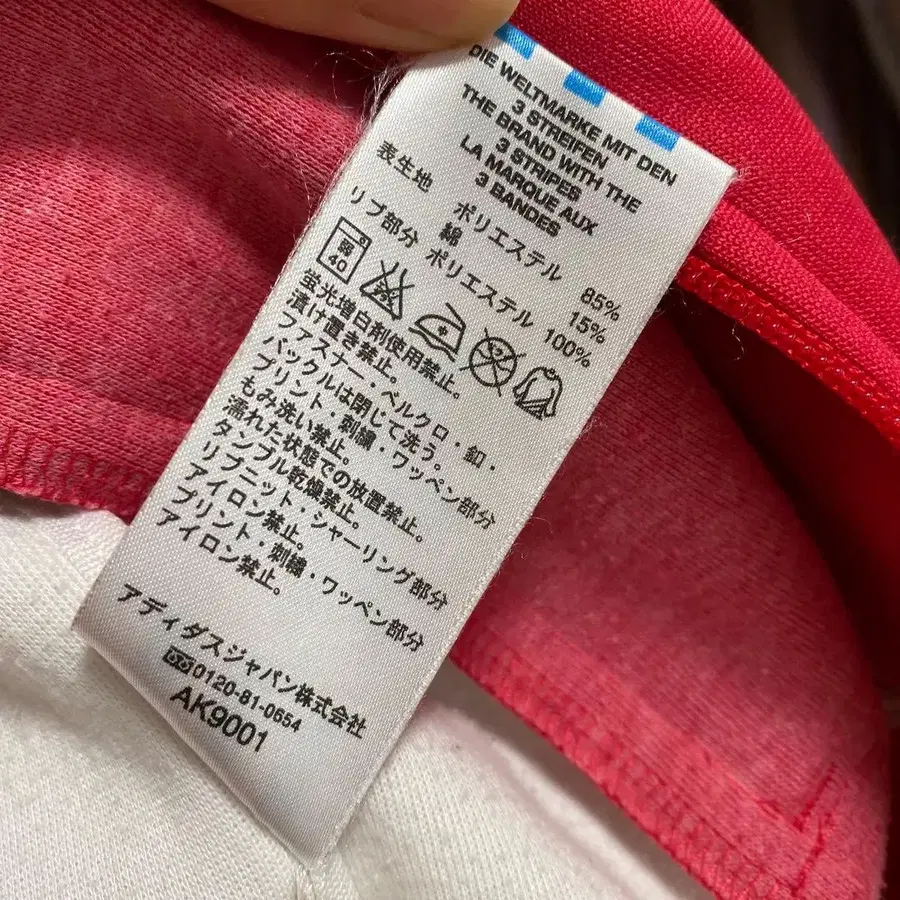 DIE WELTMARKE MIT DEN
3 STREIFEN
THE BRAND WITH THE
3 STRIPES
LA MARQUE AUX
3 BANDES
表生地 ポリエステル 85%
綿 15%
リブ部分 ポリエステル 100%
弱
40
蛍光増白剤使用禁止。
漬け置き禁止。
ファスナー・ベルクロ・釦・
バックルは閉じて洗う。
プリント・刺繍・ワッペン部分
もみ洗い禁止。
濡れた状態での放置禁止。
タンブル乾燥禁止。
リブニット・シャーリング部分
アイロン禁止。
プリント・刺繍・ワッペン部分
アイロン禁止。
アディダスジャパン株式会社
0120-81-0654
AK9001